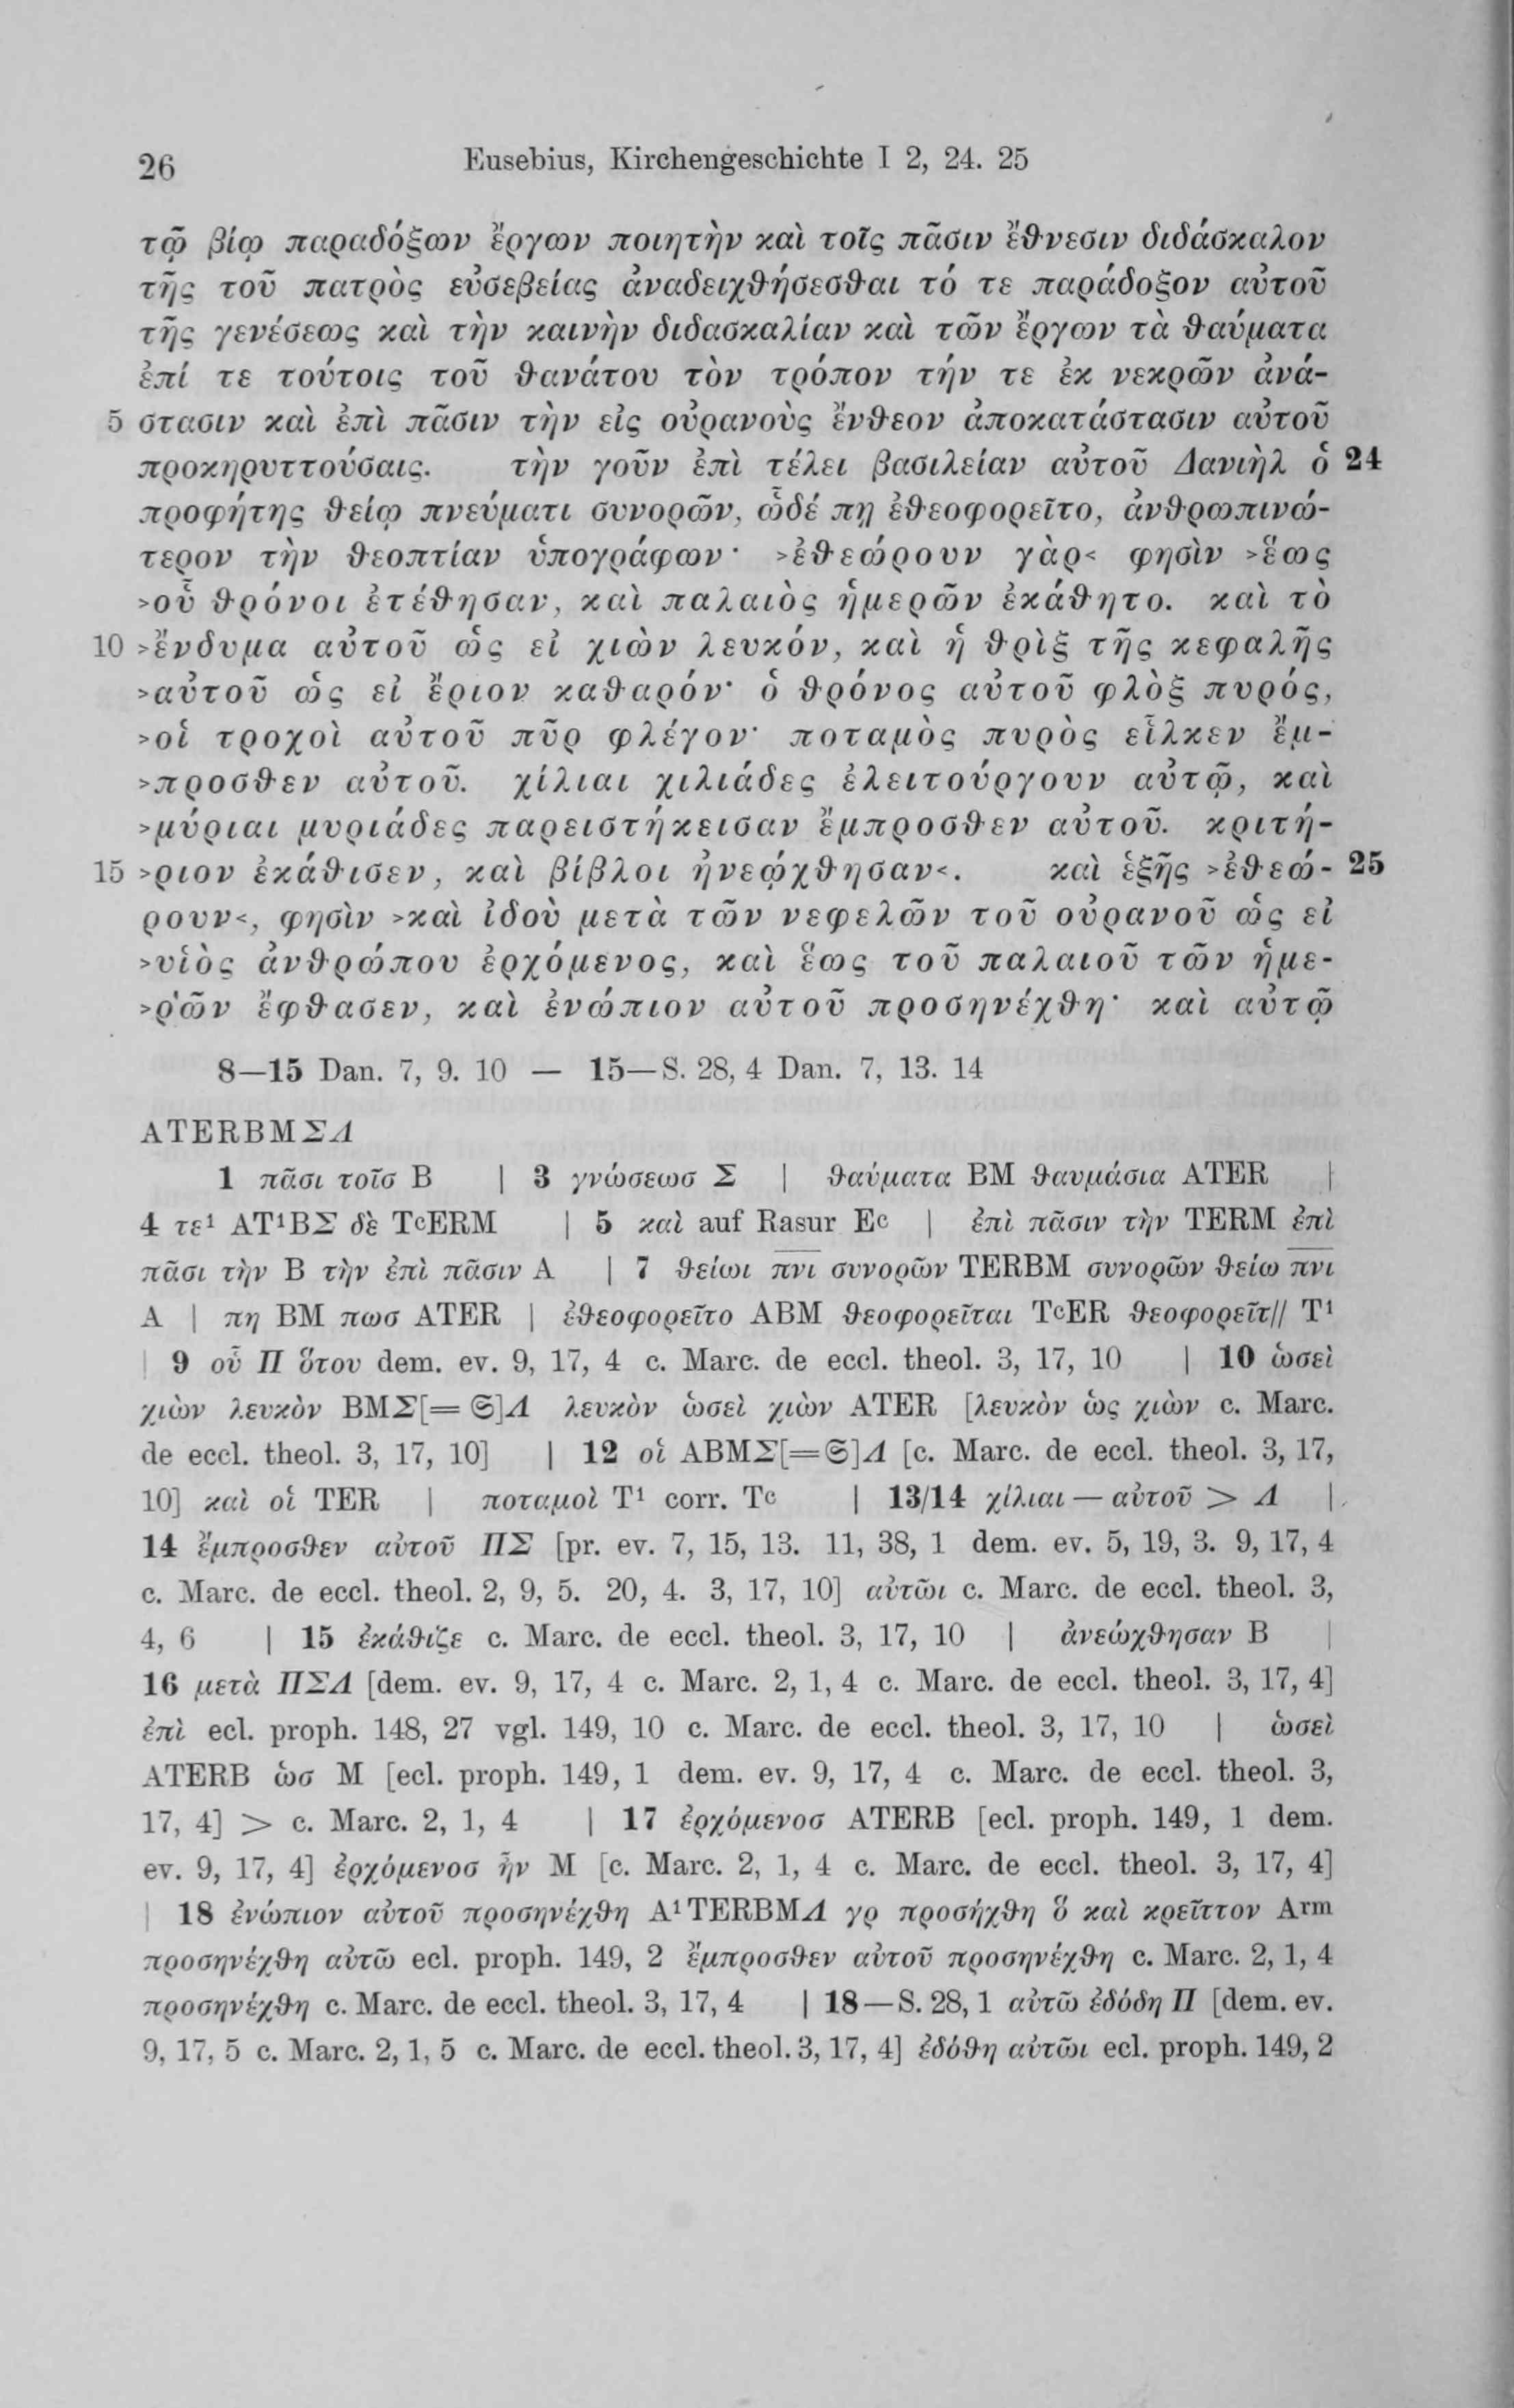 26
Eusebius, Kirchengeschichte I 2, 24. 25
τῷ βίῳ παραδόξων ἔργων ποιητὴν καὶ τοῖς πᾶσιν ἔθνεσιν διδάσκαλον
τῆς τοῦ πατρὸς εὐσεβείας ἀναδειχθήσεσθαι τό τε παράδοξον αὐτοῦ
τῆς γενέσεως καὶ τὴν καινὴν διδασκαλίαν καὶ τῶν ἔργων τὰ θαύματα
ἐπί τε τούτοις τοῦ θανάτου τὸν τρόπον τήν τε ἐκ νεκρῶν ἀνά-
5 στασιν καὶ ἐπὶ πᾶσιν τὴν εἰς οὐρανοὺς ἔνθεον ἀποκατάστασιν αὐτοῦ
προκηρυττούσαις. τὴν γοῦν ἐπὶ τέλει βασιλείαν αὐτοῦ Δανιὴλ ὁ 24
προφήτης θείῳ πνεύματι συνορῶν, ὧδέ πῃ ἐθεοφορεῖτο, ἀνθρωπινώ-
τερον τὴν θεοπτίαν ὑπογράφων· >ἐθεώρουν γὰρ< φησὶν >ἕως
>οὗ θρόνοι ἐτέθησαν, καὶ παλαιὸς ἡμερῶν ἐκάθητο. καὶ τὸ
10 >ἔνδυμα αὐτοῦ ὡς εἰ χιὼν λευκόν, καὶ ἡ θρὶξ τῆς κεφαλῆς
>αὐτοῦ ὡς εἰ ἔριον καθαρόν· ὁ θρόνος αὐτοῦ φλὸξ πυρός,
>οἱ τροχοὶ αὐτοῦ πῦρ φλέγον· ποταμὸς πυρὸς εἷλκεν ἔμ-
>προσθεν αὐτοῦ. χίλιαι χιλιάδες ἐλειτούργουν αὐτῷ, καὶ
>μύριαι μυριάδες παρειστήκεισαν ἔμπροσθεν αὐτοῦ. κριτή-
15 >ριον ἐκάθισεν, καὶ βίβλοι ἠνεῴχθησαν<. καὶ ἑξῆς >ἐθεώ- 25
ρουν<, φησὶν >καὶ ἰδοὺ μετὰ τῶν νεφελῶν τοῦ οὐρανοῦ ὡς εἰ
>υἱὸς ἀνθρώπου ἐρχόμενος, καὶ ἕως τοῦ παλαιοῦ τῶν ἡμε-
>ρῶν ἔφθασεν, καὶ ἐνώπιον αὐτοῦ προσηνέχθη· καὶ αὐτῷ
8—15 Dan. 7, 9. 10 — 15—S. 28, 4 Dan. 7, 13. 14
ATERBMΣΛ
1 πᾶσι τοῖσ B | 3 γνώσεωσ Σ | θαύματα BM θαυμάσια ATER |
4 τε¹ AT¹BΣ δὲ TᶜERM | 5 καὶ auf Rasur Eᶜ | ἐπὶ πᾶσιν τὴν TERM ἐπὶ
πᾶσι τὴν B τὴν ἐπὶ πᾶσιν A | 7 θείωι π̅ν̅ι̅ συνορῶν TERBM συνορῶν θείω π̅ν̅ι̅
A | πη BM πωσ ATER | ἐθεοφορεῖτο ABM θεοφορεῖται TᶜER θεοφορεῖτ// T¹
| 9 οὗ Π ὅτου dem. ev. 9, 17, 4 c. Marc. de eccl. theol. 3, 17, 10 | 10 ὡσεὶ
χιὼν λευκὸν BMΣ[= 𝔖]Λ λευκὸν ὡσεὶ χιὼν ATER [λευκὸν ὡς χιὼν c. Marc.
de eccl. theol. 3, 17, 10] | 12 οἱ ABMΣ[=𝔖]Λ [c. Marc. de eccl. theol. 3, 17,
10] καὶ οἱ TER | ποταμοὶ T¹ corr. Tᶜ | 13/14 χίλιαι — αὐτοῦ > Λ |
14 ἔμπροσθεν αὐτοῦ ΠΣ [pr. ev. 7, 15, 13. 11, 38, 1 dem. ev. 5, 19, 3. 9, 17, 4
c. Marc. de eccl. theol. 2, 9, 5. 20, 4. 3, 17, 10] αὐτῶι c. Marc. de eccl. theol. 3,
4, 6 | 15 ἐκάθιζε c. Marc. de eccl. theol. 3, 17, 10 | ἀνεώχθησαν B |
16 μετὰ ΠΣΛ [dem. ev. 9, 17, 4 c. Marc. 2, 1, 4 c. Marc. de eccl. theol. 3, 17, 4]
ἐπὶ ecl. proph. 148, 27 vgl. 149, 10 c. Marc. de eccl. theol. 3, 17, 10 | ὡσεὶ
ATERB ὡσ M [ecl. proph. 149, 1 dem. ev. 9, 17, 4 c. Marc. de eccl. theol. 3,
17, 4] > c. Marc. 2, 1, 4 | 17 ἐρχόμενοσ ATERB [ecl. proph. 149, 1 dem.
ev. 9, 17, 4] ἐρχόμενοσ ἦν M [c. Marc. 2, 1, 4 c. Marc. de eccl. theol. 3, 17, 4]
| 18 ἐνώπιον αὐτοῦ προσηνέχθη A¹TERBMΛ γρ προσήχθη ὃ καὶ κρεῖττον Aʳᵐ
προσηνέχθη αὐτῶ ecl. proph. 149, 2 ἔμπροσθεν αὐτοῦ προσηνέχθη c. Marc. 2, 1, 4
προσηνέχθη c. Marc. de eccl. theol. 3, 17, 4 | 18—S. 28, 1 αὐτῶ ἐδόδη Π [dem. ev.
9, 17, 5 c. Marc. 2, 1, 5 c. Marc. de eccl. theol. 3, 17, 4] ἐδόθη αὐτῶι ecl. proph. 149, 2